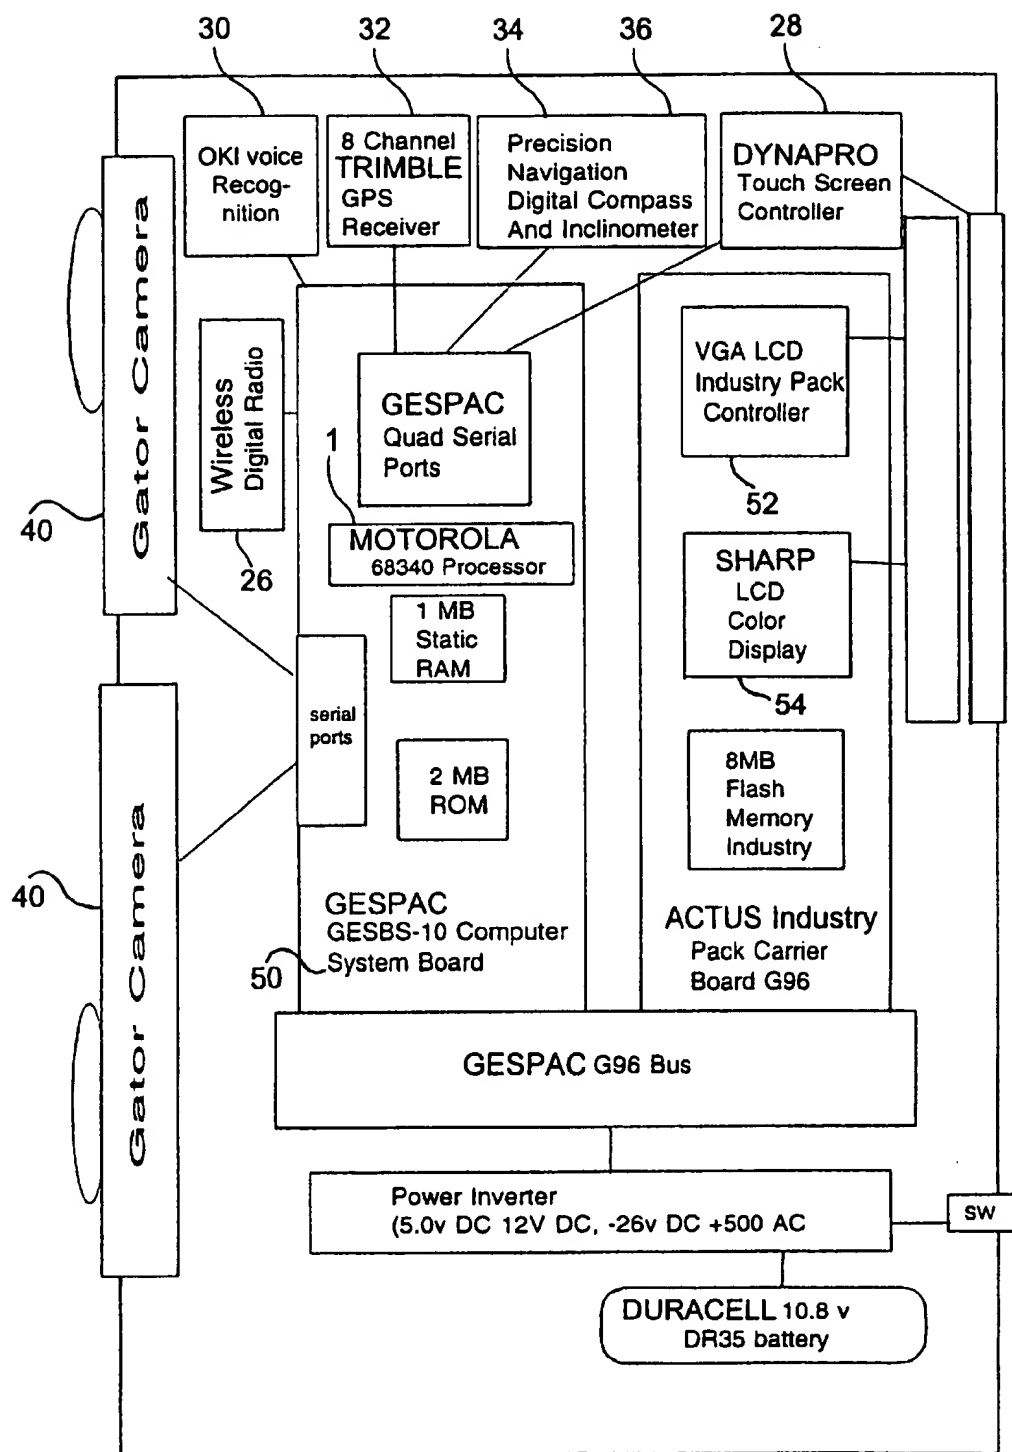 30
32
34
36
28
OKI voice
Recog-
nition
8 Channel
TRIMBLE
GPS
Receiver
Precision
Navigation
Digital Compass
And Inclinometer
DYNAPRO
Touch Screen
Controller
Gator Camera
40
Wireless
Digital Radio
26
GESPAC
Quad Serial
Ports
1
MOTOROLA
68340 Processor
1 MB
Static
RAM
serial
ports
2 MB
ROM
GESPAC
GESBS-10 Computer
System Board
50
VGA LCD
Industry Pack
Controller
52
SHARP
LCD
Color
Display
54
8MB
Flash
Memory
Industry
ACTUS Industry
Pack Carrier
Board G96
Gator Camera
40
GESPAC G96 Bus
Power Inverter
(5.0v DC 12V DC, -26v DC +500 AC
SW
DURACELL 10.8 v
DR35 battery